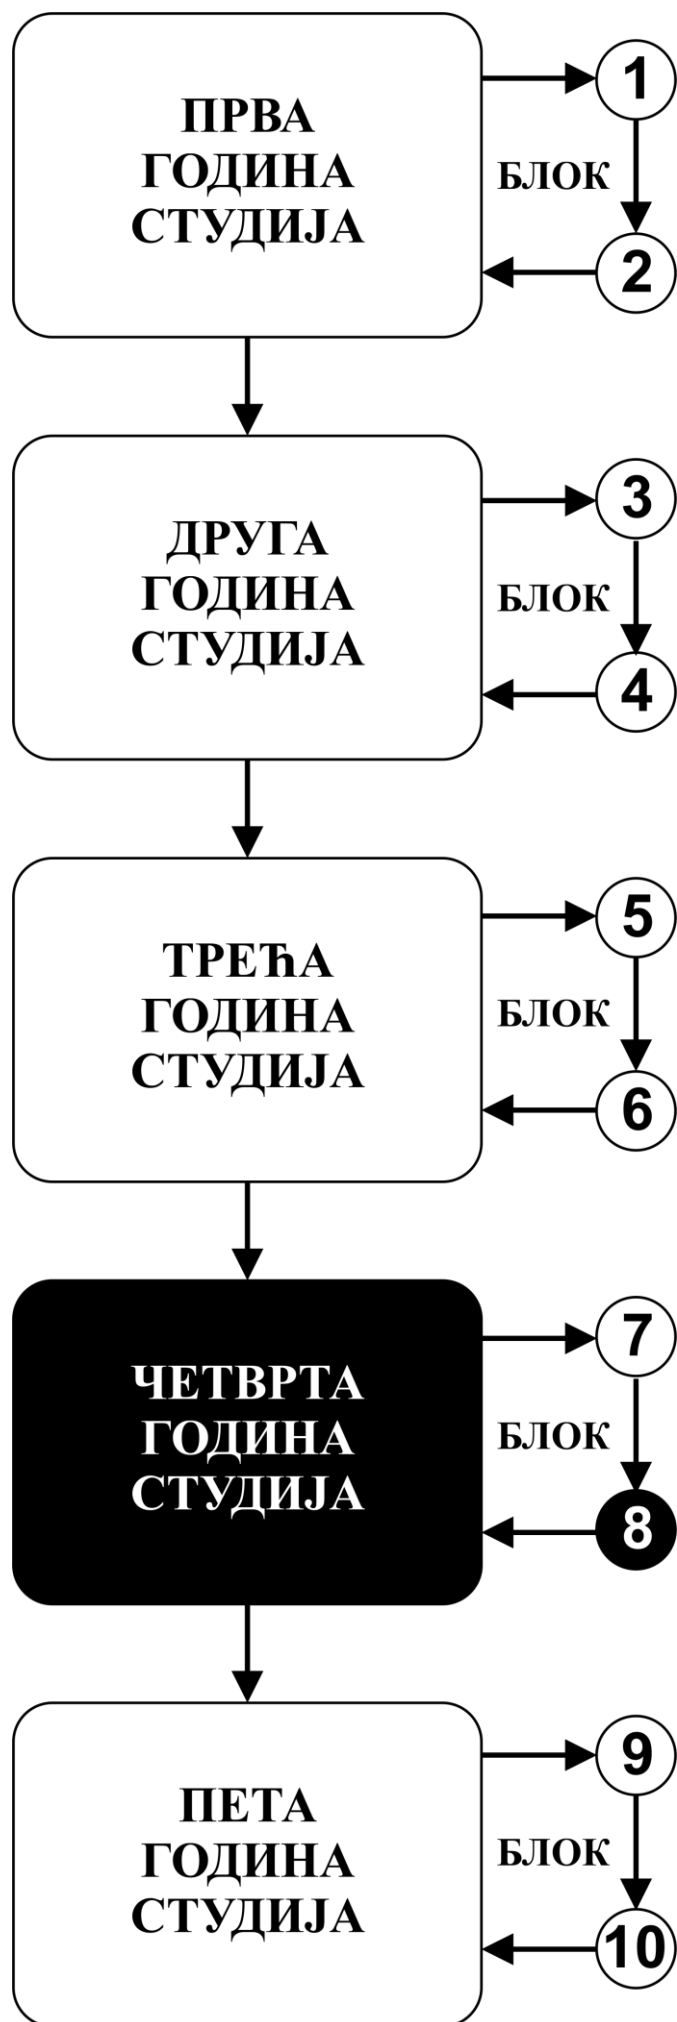 ПРВА
ГОДИНА
СТУДИЈА
1
БЛОК
2
ДРУГА
ГОДИНА
СТУДИЈА
3
БЛОК
4
ТРЕЋА
ГОДИНА
СТУДИЈА
5
БЛОК
6
ЧЕТВРТА
ГОДИНА
СТУДИЈА
7
БЛОК
8
ПЕТА
ГОДИНА
СТУДИЈА
9
БЛОК
10